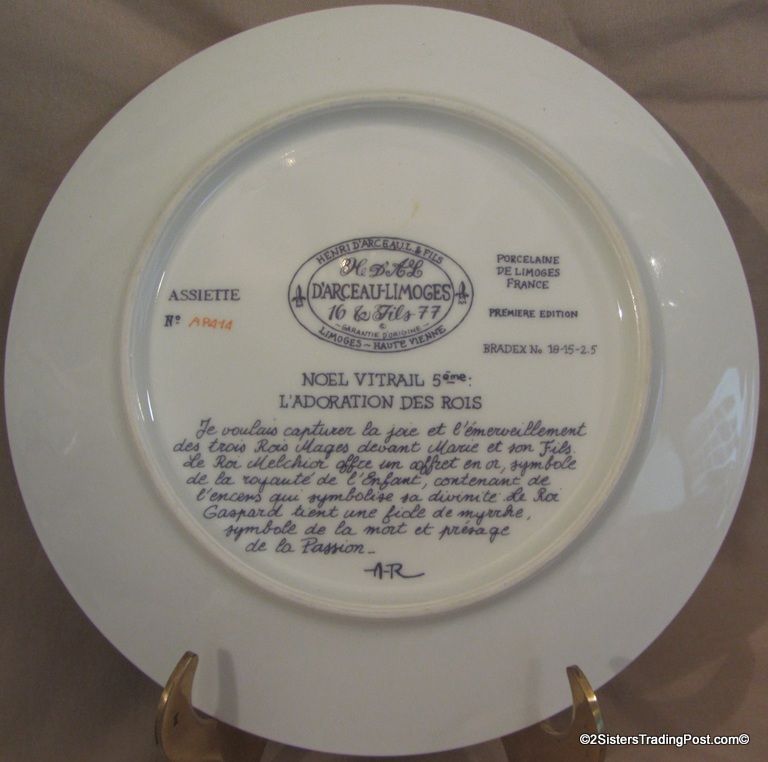 HENRI D'ARCEAU L. & FILS
H. D'A&L
D'ARCEAU-LIMOGES
16 & Fils 77
©
~GARANTIE D'ORIGINE~
LIMOGES~HAUTE VIENNE
ASSIETTE
No AP414
PORCELAINE
DE LIMOGES
FRANCE
PREMIÈRE EDITION
BRADEX No. 18-15-2.5
NOEL VITRAIL 5ème:
L'ADORATION DES ROIS
Je voulais capturer la joie et l'émerveillement
des trois Rois Mages devant Marie et son Fils.
Le Roi Melchior offre un coffret en or, symbole
de la royauté de l'Enfant, contenant de
l'encens qui symbolise sa divinité. Le Roi
Gaspard tient une fiole de myrrhe,
symbole de la mort et présage
de la Passion...
A-R
©2SistersTradingPost.com©